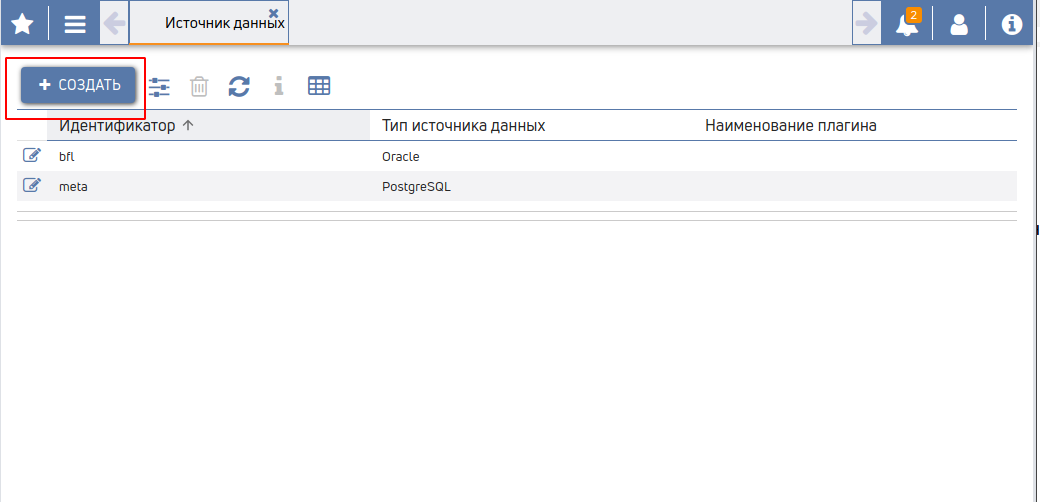 Источник данных
2
СОЗДАТЬ
Идентификатор Тип источника данных Наименование плагина
bfl Oracle
meta PostgreSQL